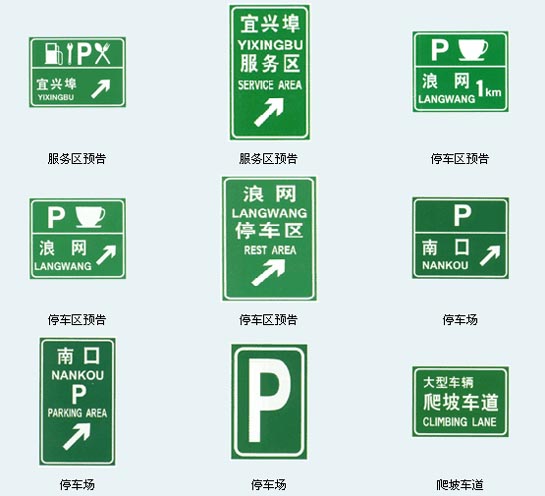 P
宜兴埠
YIXINGBU
服务区预告
宜兴埠
YIXINGBU
服务区
SERVICE AREA
服务区预告
P
浪网
LANGWANG
1km
停车区预告
P
浪网
LANGWANG
停车区预告
浪网
LANGWANG
停车区
REST AREA
停车区预告
P
南口
NANKOU
停车场
南口
NANKOU
P
PARKING AREA
停车场
P
停车场
大型车辆
爬坡车道
CLIMBING LANE
爬坡车道